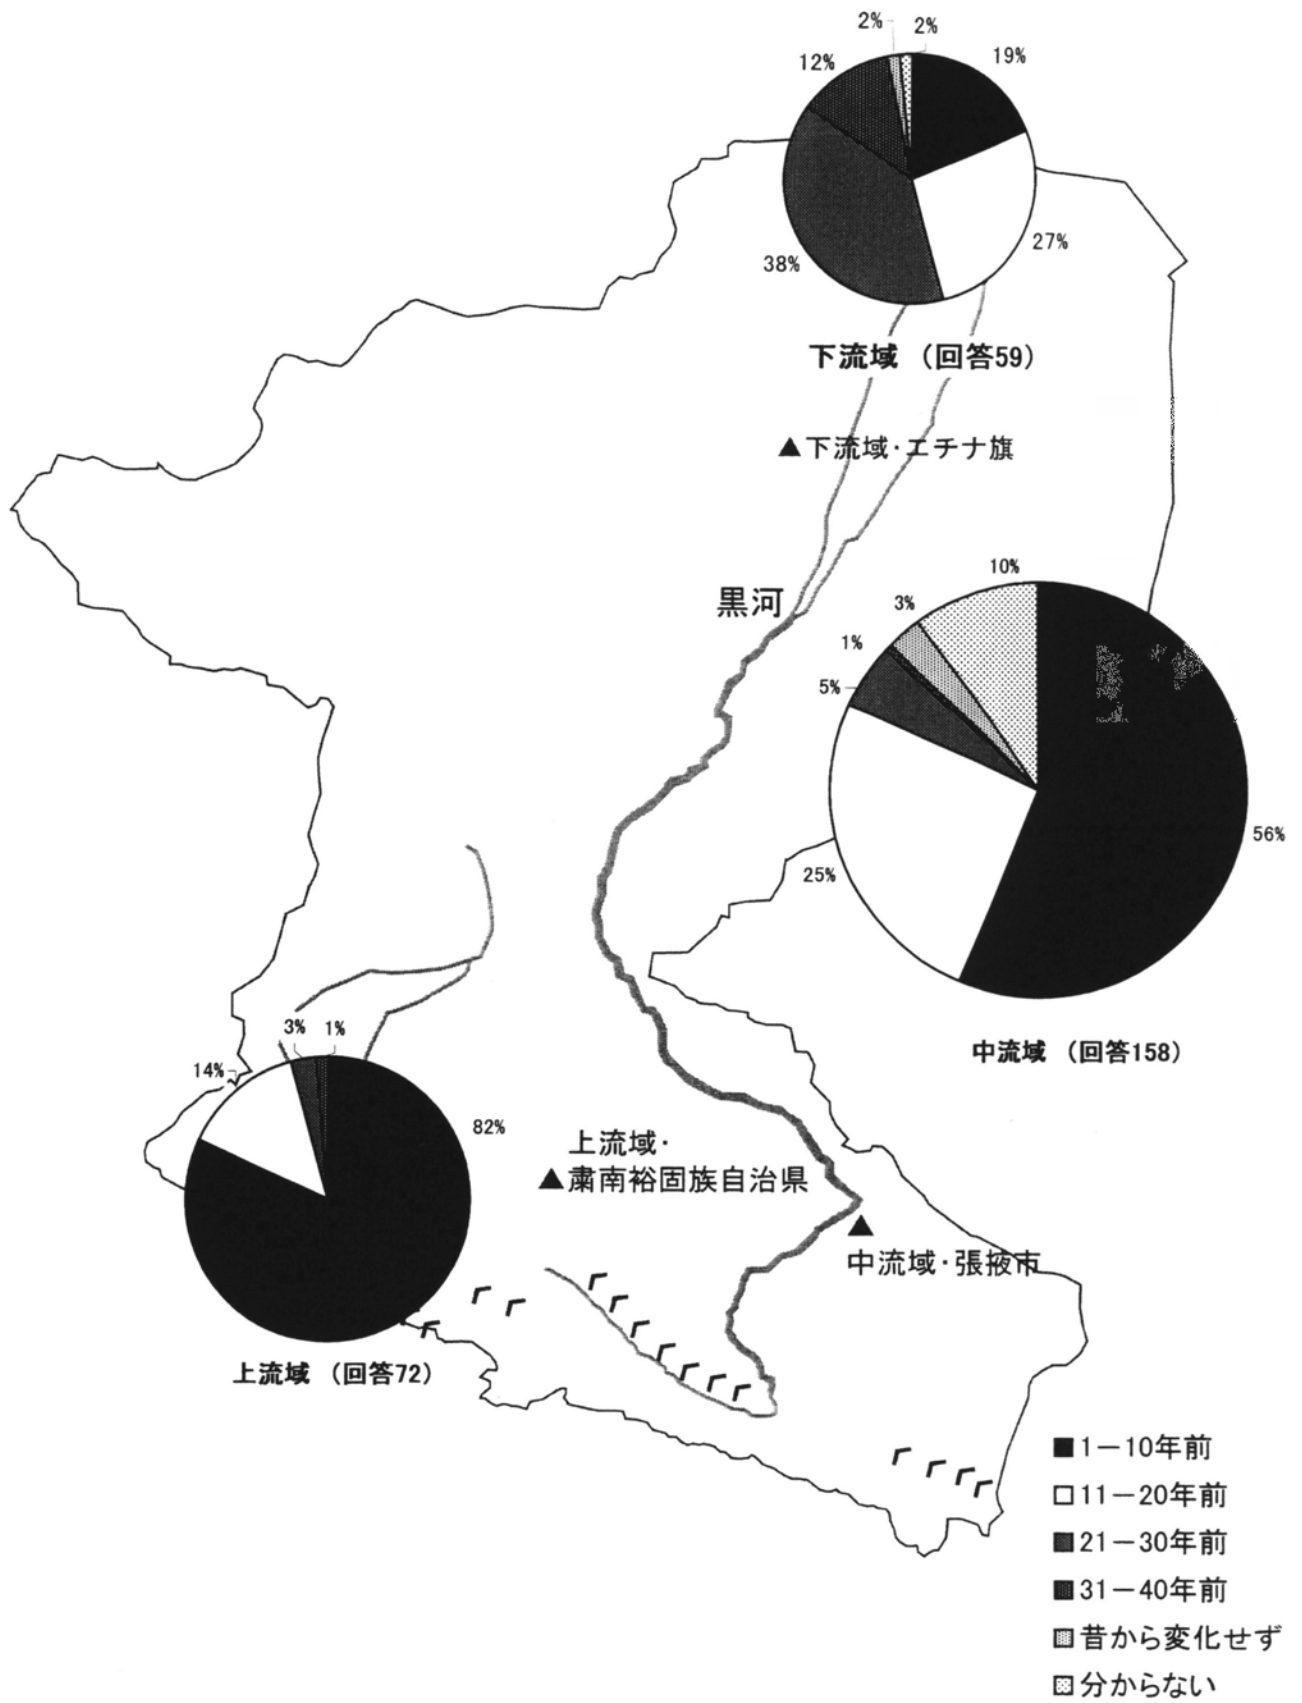 2%
2%
12%
19%
27%
38%
下流域 (回答59)
▲下流域・エチナ旗
黒河
10%
3%
1%
5%
56%
25%
中流域 (回答158)
3%
1%
14%
82%
上流域・
▲粛南裕固族自治県
▲
中流域・張掖市
上流域 (回答72)
■1－10年前
□11－20年前
■21－30年前
■31－40年前
昔から変化せず
分からない